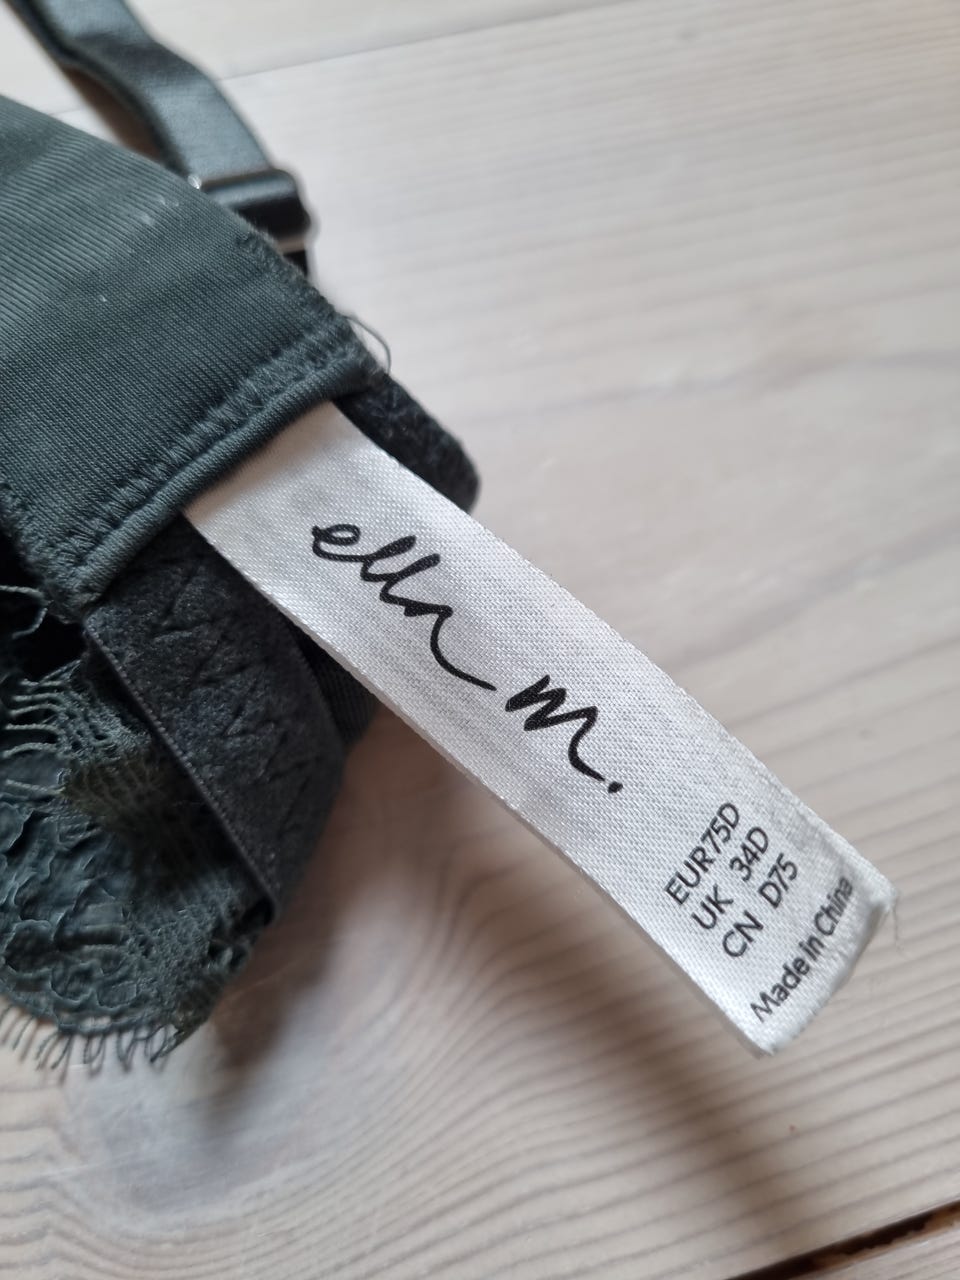 ella m.
EUR75D
UK 34D
CN D75
Made in China